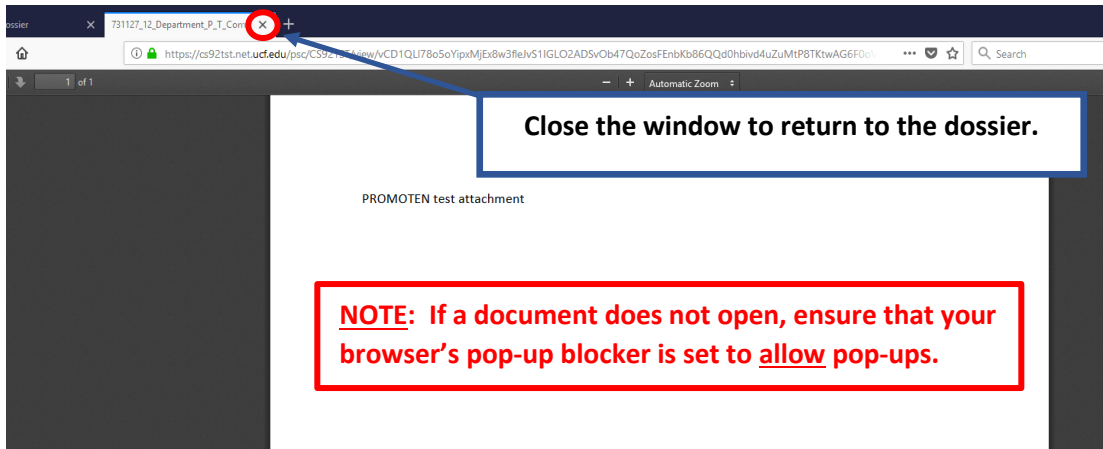 ossier
731127_12_Department_P_T_Com
https://cs92tst.net.ucf.edu/psc/
Search
1 of 1
Automatic Zoom
Close the window to return to the dossier.
PROMOTEN test attachment
NOTE: If a document does not open, ensure that your
browser's pop-up blocker is set to allow pop-ups.